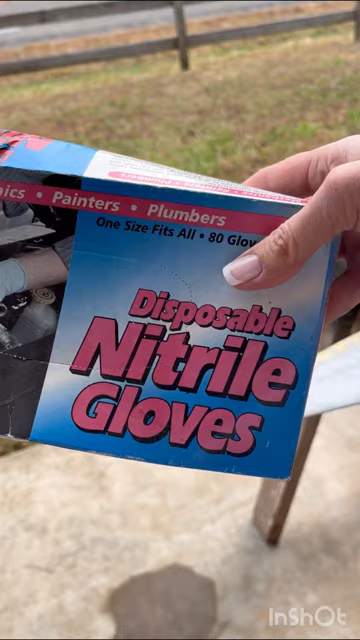 Painters • Plumbers
One Size Fits All • 80
Disposable
Nitrile
Gloves
InShOt